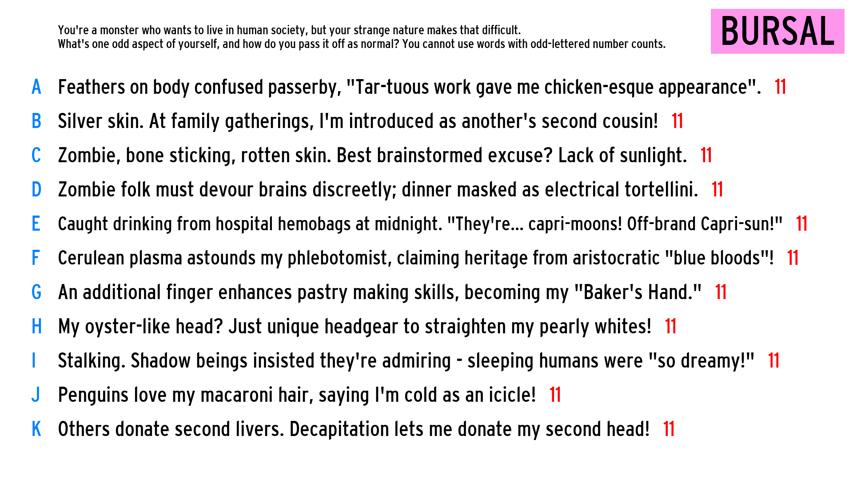 You're a monster who wants to live in human society, but your strange nature makes that difficult.
What's one odd aspect of yourself, and how do you pass it off as normal? You cannot use words with odd-lettered number counts.
BURSAL
A Feathers on body confused passerby, "Tar-tuous work gave me chicken-esque appearance". 11
B Silver skin. At family gatherings, I'm introduced as another's second cousin! 11
C Zombie, bone sticking, rotten skin. Best brainstormed excuse? Lack of sunlight. 11
D Zombie folk must devour brains discreetly; dinner masked as electrical tortellini. 11
E Caught drinking from hospital hemobags at midnight. "They're... capri-moons! Off-brand Capri-sun!" 11
F Cerulean plasma astounds my phlebotomist, claiming heritage from aristocratic "blue bloods"! 11
G An additional finger enhances pastry making skills, becoming my "Baker's Hand." 11
H My oyster-like head? Just unique headgear to straighten my pearly whites! 11
I Stalking. Shadow beings insisted they're admiring - sleeping humans were "so dreamy!" 11
J Penguins love my macaroni hair, saying I'm cold as an icicle! 11
K Others donate second livers. Decapitation lets me donate my second head! 11